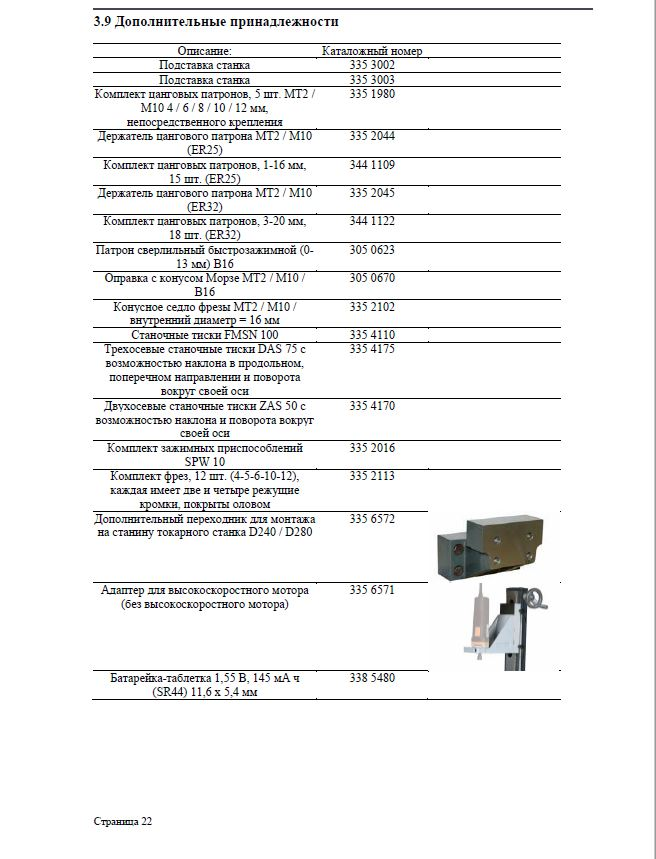 3.9 Дополнительные принадлежности
Описание: Каталожный номер
Подставка станка 335 3002
Подставка станка 335 3003
Комплект цанговых патронов, 5 шт. МТ2 / 335 1980
М10 4 / 6 / 8 / 10 / 12 мм,
непосредственного крепления
Держатель цангового патрона МТ2 / М10 335 2044
(ER25)
Комплект цанговых патронов, 1-16 мм, 344 1109
15 шт. (ER25)
Держатель цангового патрона МТ2 / М10 335 2045
(ER32)
Комплект цанговых патронов, 3-20 мм, 344 1122
18 шт. (ER32)
Патрон сверлильный быстрозажимной (0- 305 0623
13 мм) В16
Оправка с конусом Морзе МТ2 / М10 / 305 0670
В16
Конусное седло фрезы МТ2 / М10 / 335 2102
внутренний диаметр = 16 мм
Станочные тиски FMSN 100 335 4110
Трехосевые станочные тиски DAS 75 с 335 4175
возможностью наклона в продольном,
поперечном направлении и поворота
вокруг своей оси
Двухосевые станочные тиски ZAS 50 с 335 4170
возможностью наклона и поворота вокруг
своей оси
Комплект зажимных приспособлений 335 2016
SPW 10
Комплект фрез, 12 шт. (4-5-6-10-12), 335 2113
каждая имеет две и четыре режущие
кромки, покрыты оловом
Дополнительный переходник для монтажа 335 6572
на станину токарного станка D240 / D280
Адаптер для высокоскоростного мотора 335 6571
(без высокоскоростного мотора)
Батарейка-таблетка 1,55 В, 145 мА ч 338 5480
(SR44) 11,6 х 5,4 мм
Страница 22